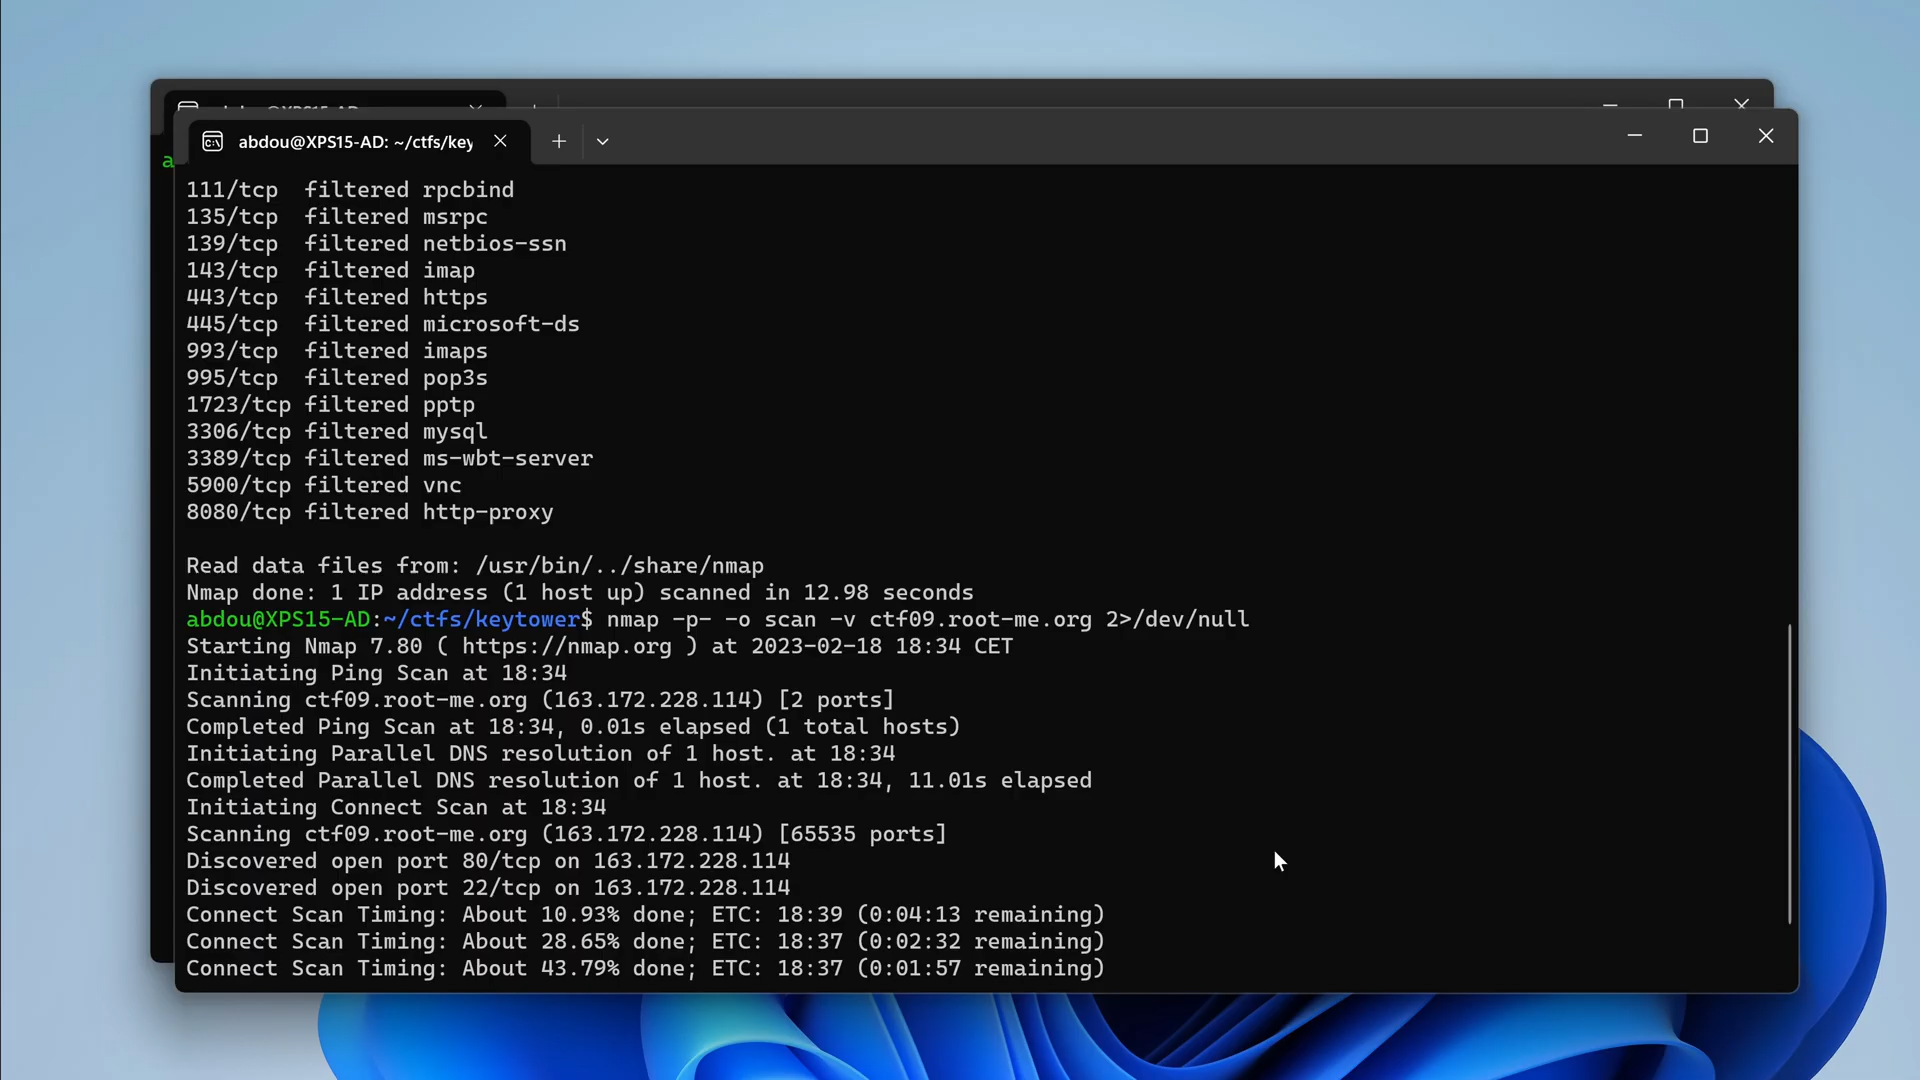 abdou@XPS15-AD: ~/ctfs/key
111/tcp  filtered rpcbind
135/tcp  filtered msrpc
139/tcp  filtered netbios-ssn
143/tcp  filtered imap
443/tcp  filtered https
445/tcp  filtered microsoft-ds
993/tcp  filtered imaps
995/tcp  filtered pop3s
1723/tcp filtered pptp
3306/tcp filtered mysql
3389/tcp filtered ms-wbt-server
5900/tcp filtered vnc
8080/tcp filtered http-proxy
Read data files from: /usr/bin/../share/nmap
Nmap done: 1 IP address (1 host up) scanned in 12.98 seconds
abdou@XPS15-AD:~/ctfs/keytower$ nmap -p- -o scan -v ctf09.root-me.org 2>/dev/null
Starting Nmap 7.80 ( https://nmap.org ) at 2023-02-18 18:34 CET
Initiating Ping Scan at 18:34
Scanning ctf09.root-me.org (163.172.228.114) [2 ports]
Completed Ping Scan at 18:34, 0.01s elapsed (1 total hosts)
Initiating Parallel DNS resolution of 1 host. at 18:34
Completed Parallel DNS resolution of 1 host. at 18:34, 11.01s elapsed
Initiating Connect Scan at 18:34
Scanning ctf09.root-me.org (163.172.228.114) [65535 ports]
Discovered open port 80/tcp on 163.172.228.114
Discovered open port 22/tcp on 163.172.228.114
Connect Scan Timing: About 10.93% done; ETC: 18:39 (0:04:13 remaining)
Connect Scan Timing: About 28.65% done; ETC: 18:37 (0:02:32 remaining)
Connect Scan Timing: About 43.79% done; ETC: 18:37 (0:01:57 remaining)